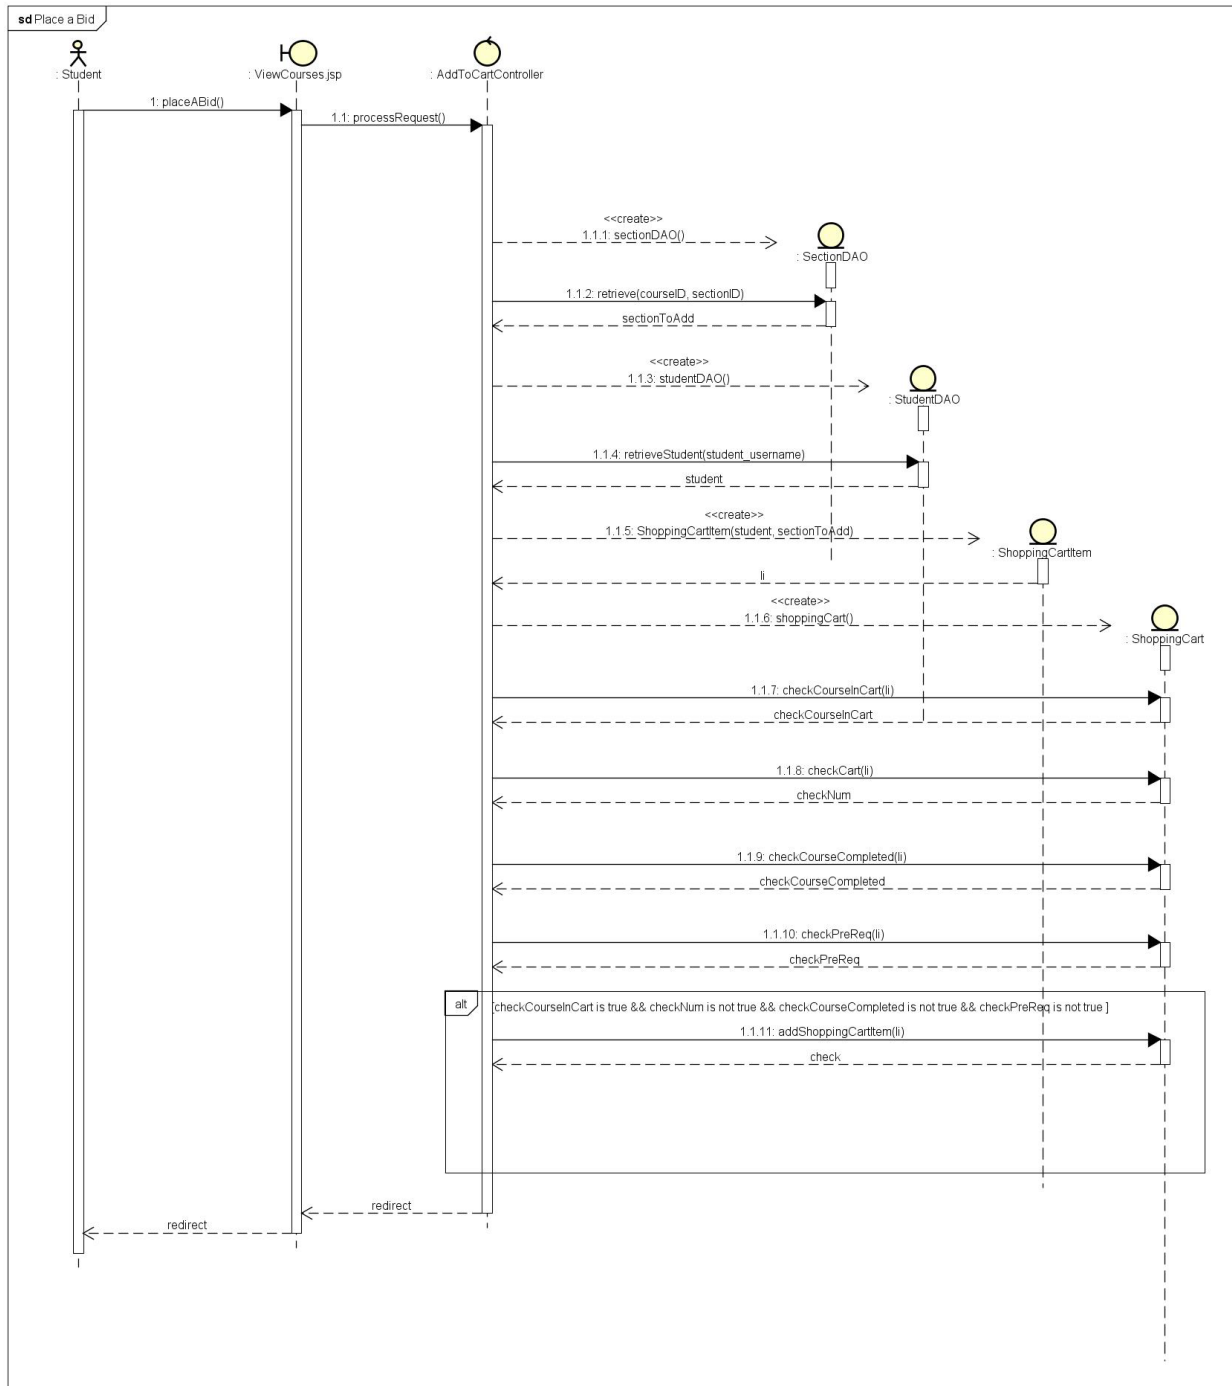 sd Place a Bid
: Student
: ViewCourses.jsp
: AddToCartController
1: placeABid()
1.1: processRequest()
<<create>>
1.1.1: sectionDAO()
: SectionDAO
1.1.2: retrieve(courseID, sectionID)
sectionToAdd
<<create>>
1.1.3: studentDAO()
: StudentDAO
1.1.4: retrieveStudent(student_username)
student
<<create>>
1.1.5: ShoppingCartItem(student, sectionToAdd)
: ShoppingCartItem
li
<<create>>
1.1.6: shoppingCart()
: ShoppingCart
1.1.7: checkCourseInCart(li)
checkCourseInCart
1.1.8: checkCart(li)
checkNum
1.1.9: checkCourseCompleted(li)
checkCourseCompleted
1.1.10: checkPreReq(li)
checkPreReq
alt
[checkCourseInCart is true && checkNum is not true && checkCourseCompleted is not true && checkPreReq is not true ]
1.1.11: addShoppingCartItem(li)
check
redirect
redirect